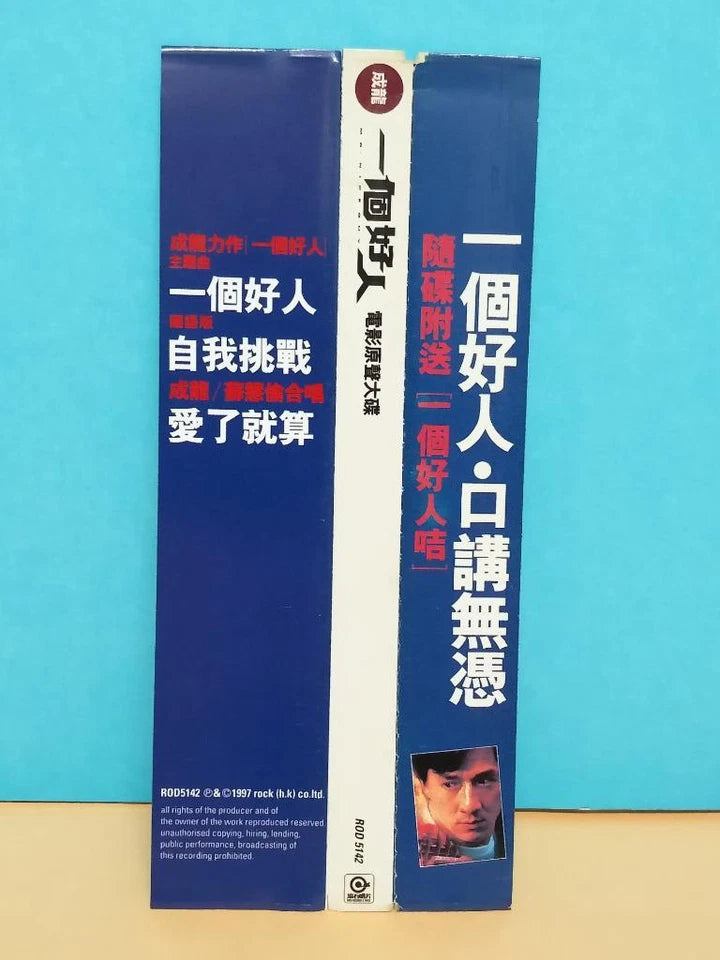 成龍力作[一個好人]
主題曲
一個好人
國語版
自我挑戰
成龍/蘇慧倫合唱
愛了就算
ROD5142 ℗&©1997 rock (h.k) co.ltd.
all rights of the producer and of
the owner of the work reproduced reserved
unauthorised copying, hiring, lending,
public performance, broadcasting of
this recording prohibited.
成龍
一個好人
電影原聲大碟
ROD 5142
滾石唱片
一個好人・口講無憑
隨碟附送[一個好人咭]